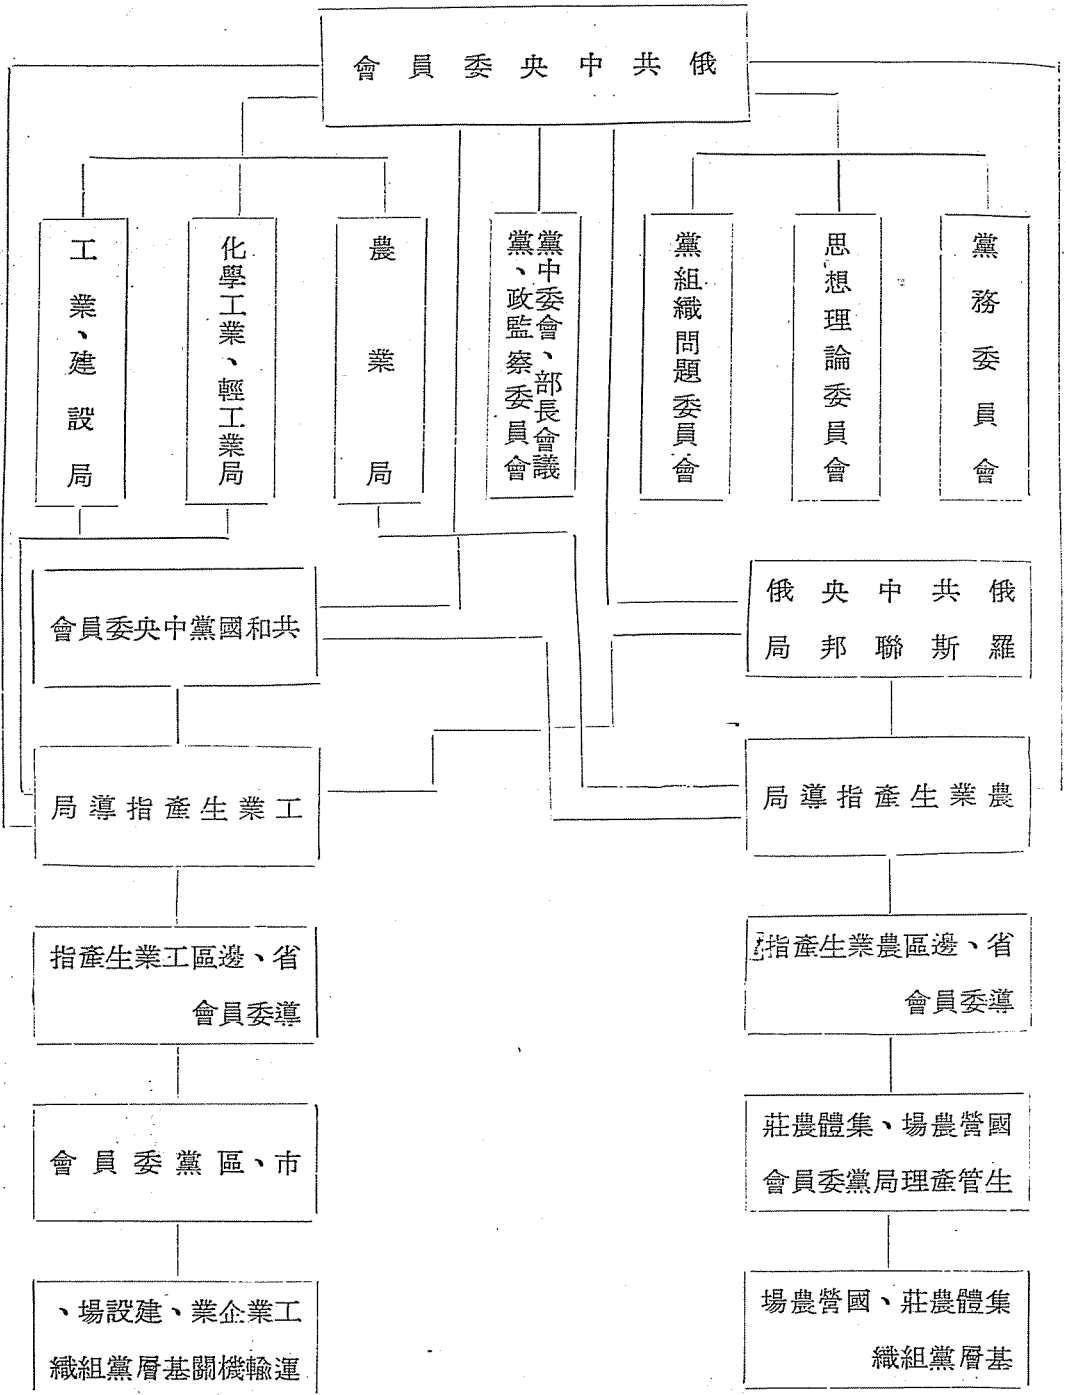 俄共中央委員會
黨務委員會
思想理論委員會
黨組織問題委員會
黨中委會、部長會議
黨、政監察委員會
農業局
化學工業、輕工業局
工業、建設局
俄共中央俄
羅斯聯邦局
共和國黨中央委員會
農業生產指導局
工業生產指導局
省、邊區農業生產指
導委員會
省、邊區工業生產指
導委員會
國營農場、集體農莊
生產管理局黨委員會
市、區黨委員會
集體農莊、國營農場
基層黨組織
工業企業、建設場、
運輸機關基層黨組織